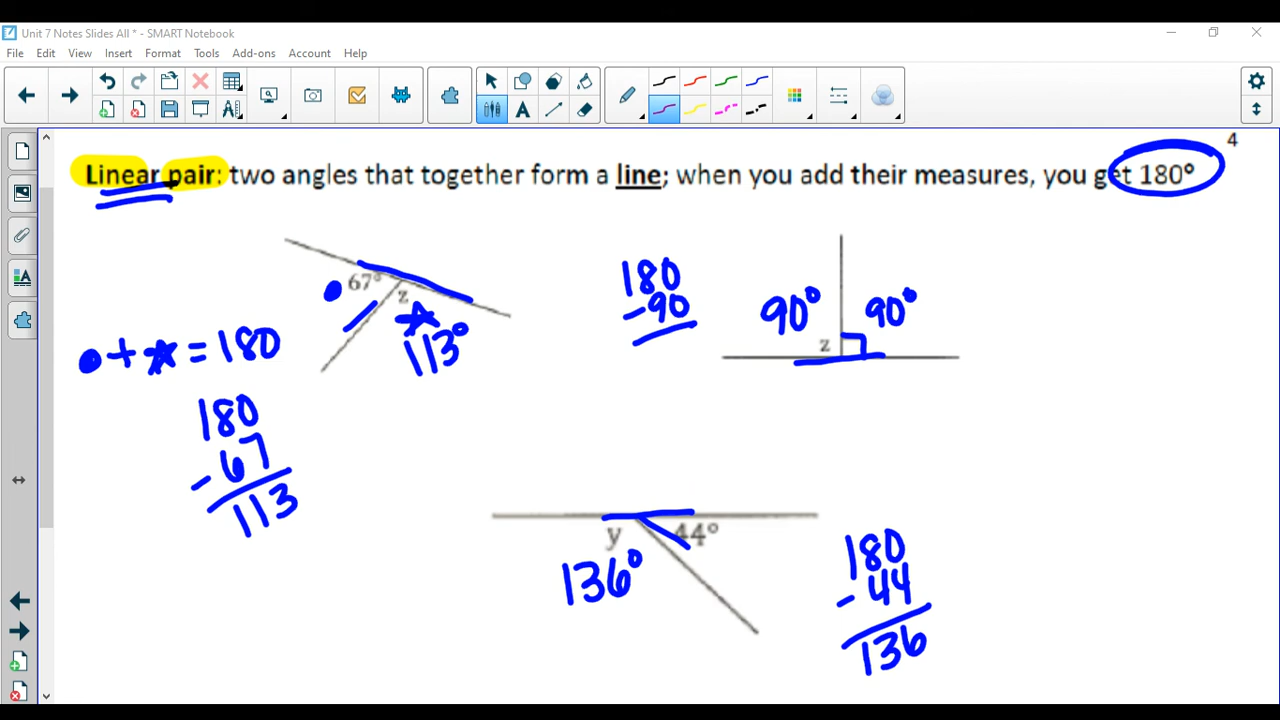 Unit 7 Notes Slides All * - SMART Notebook
File Edit View Insert Format Tools Add-ons Account Help
4
Linear pair: two angles that together form a line; when you add their measures, you get 180°
67°
z
113°
180
-90
90° 90°
z
●+☆=180
180
-67
113
y
44°
136°
180
-44
136